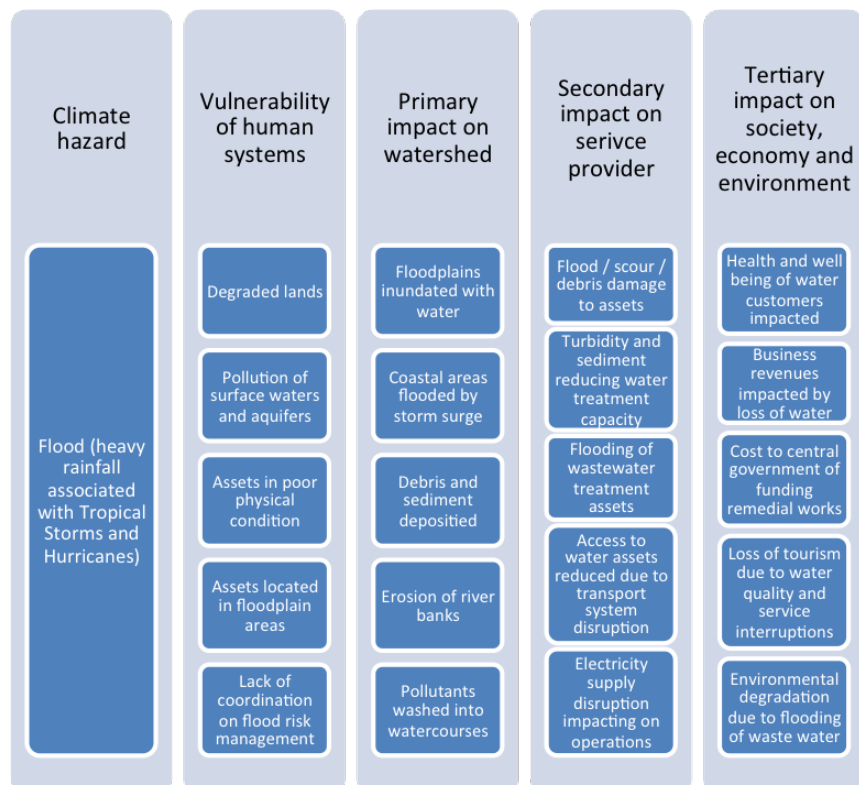 Climate
hazard
Flood (heavy
rainfall
associated
with Tropical
Storms and
Hurricanes)
Vulnerability
of human
systems
Degraded lands
Pollution of
surface waters
and aquifers
Assets in poor
physical
condition
Assets located
in floodplain
areas
Lack of
coordination
on flood risk
management
Primary
impact on
watershed
Floodplains
inundated with
water
Coastal areas
flooded by
storm surge
Debris and
sediment
depositied
Erosion of river
banks
Pollutants
washed into
watercourses
Secondary
impact on
serivce
provider
Flood / scour /
debris damage
to assets
Turbidity and
sediment
reducing water
treatment
capacity
Flooding of
wastewater
treatment
assets
Access to
water assets
reduced due to
transport
system
disruption
Electricity
supply
disruption
impacting on
operations
Tertiary
impact on
society,
economy and
environment
Health and well
being of water
customers
impacted
Business
revenues
impacted by
loss of water
Cost to central
government of
funding
remedial works
Loss of tourism
due to water
quality and
service
interruptions
Environmental
degradation
due to flooding
of waste water